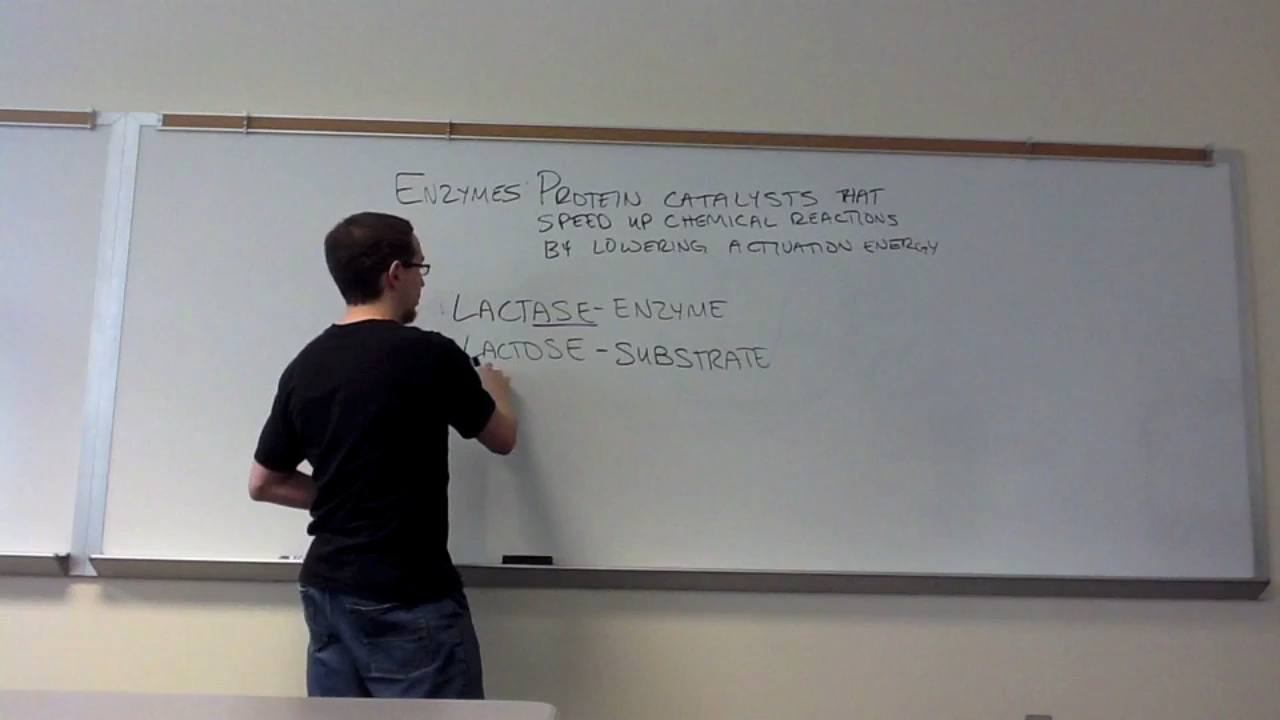 ENZYMES: PROTEIN CATALYSTS THAT
SPEED UP CHEMICAL REACTIONS
BY LOWERING ACTIVATION ENERGY
LACTASE-ENZYME
LACTOSE-SUBSTRATE